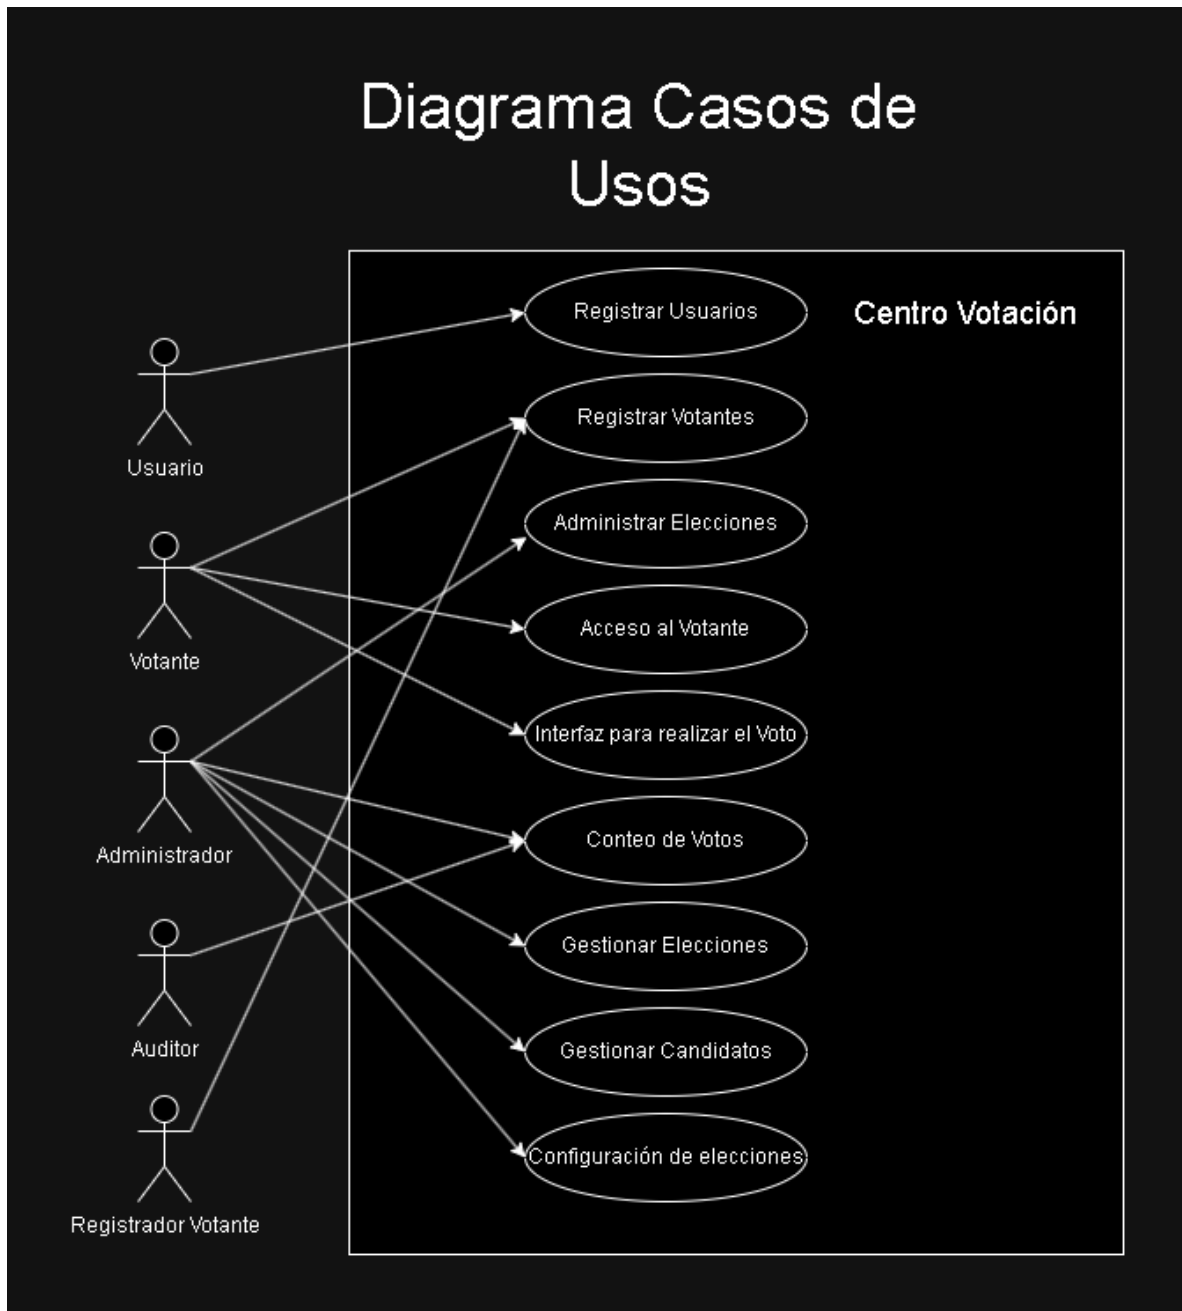 Diagrama Casos de
Usos
Centro Votación
Registrar Usuarios
Registrar Votantes
Administrar Elecciones
Acceso al Votante
Interfaz para realizar el Voto
Conteo de Votos
Gestionar Elecciones
Gestionar Candidatos
Configuración de elecciones
Usuario
Votante
Administrador
Auditor
Registrador Votante